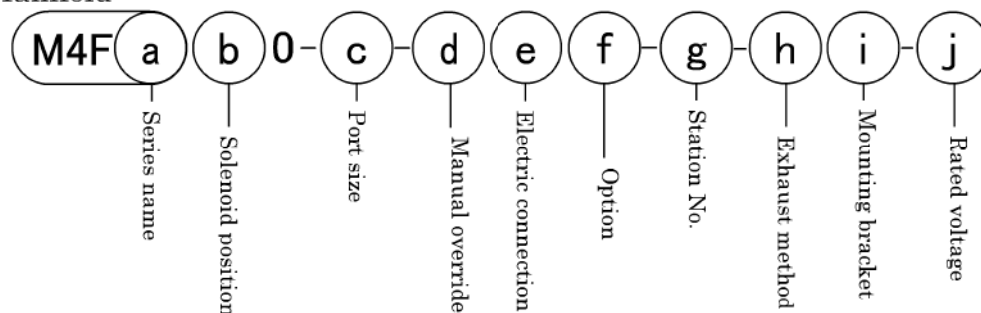 M4F a b 0 - c - d e f - g - h i - j
Series name
Solenoid position
Port size
Manual override
Electric connection
Option
Station No.
Exhaust method
Mounting bracket
Rated voltage